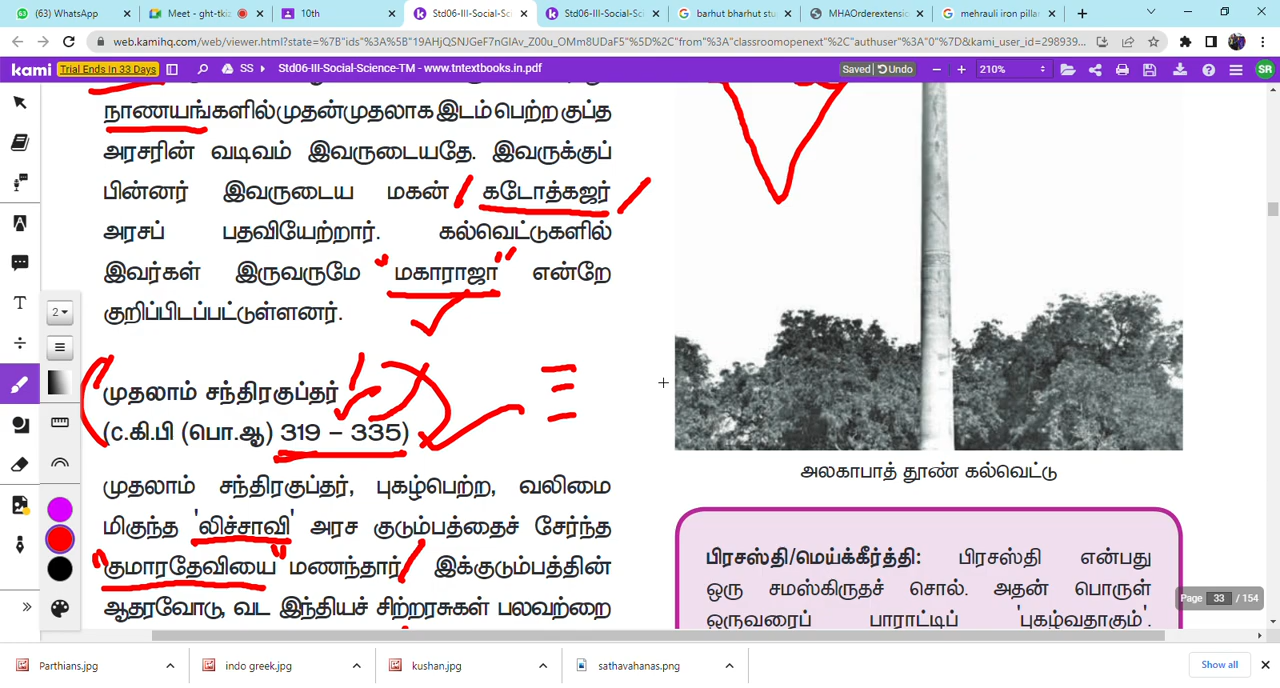 (03) WhatsApp
Meet - ght-tkiz
10th
Std06-III-Social-Sci
Std06-III-Social-Sci
barhut bharhut stu
MHAOrderextensic
mehrauli iron pillar
web.kamihq.com/web/viewer.html?state=%7B"ids"%3A%5B"19AHjQSNJGeF7nGIAv_Z00u_OMm8UDaF5"%5D%2C"from"%3A"classroomopennext"%2C"authuser"%3A"0"%7D&kami_user_id=298939...
kami Trial Ends In 33 Days SS Std06-III-Social-Science-TM - www.tntextbooks.in.pdf Saved Undo 210% SR
நாணயங்களில் முதன்முதலாக இடம்பெற்ற குப்த
அரசரின் வடிவம் இவருடையதே. இவருக்குப்
பின்னர் இவருடைய மகன் கடோத்கஜர்
அரசப் பதவியேற்றார். கல்வெட்டுகளில்
இவர்கள் இருவருமே "மகாராஜா" என்றே
குறிப்பிடப்பட்டுள்ளனர்.
முதலாம் சந்திரகுப்தர்
(c.கி.பி (பொ.ஆ) 319 – 335)
முதலாம் சந்திரகுப்தர், புகழ்பெற்ற, வலிமை
மிகுந்த 'லிச்சாவி' அரச குடும்பத்தைச் சேர்ந்த
குமாரதேவியை மணந்தார் இக்குடும்பத்தின்
ஆதரவோடு, வட இந்தியச் சிற்றரசுகள் பலவற்றை
அலகாபாத் தூண் கல்வெட்டு
பிரசஸ்தி/மெய்க்கீர்த்தி: பிரசஸ்தி என்பது
ஒரு சமஸ்கிருதச் சொல். அதன் பொருள்
ஒருவரைப் பாராட்டிப் 'புகழ்வதாகும்'.
2
T
Page 33 / 154
Parthians.jpg
indo greek.jpg
kushan.jpg
sathavahanas.png
Show all